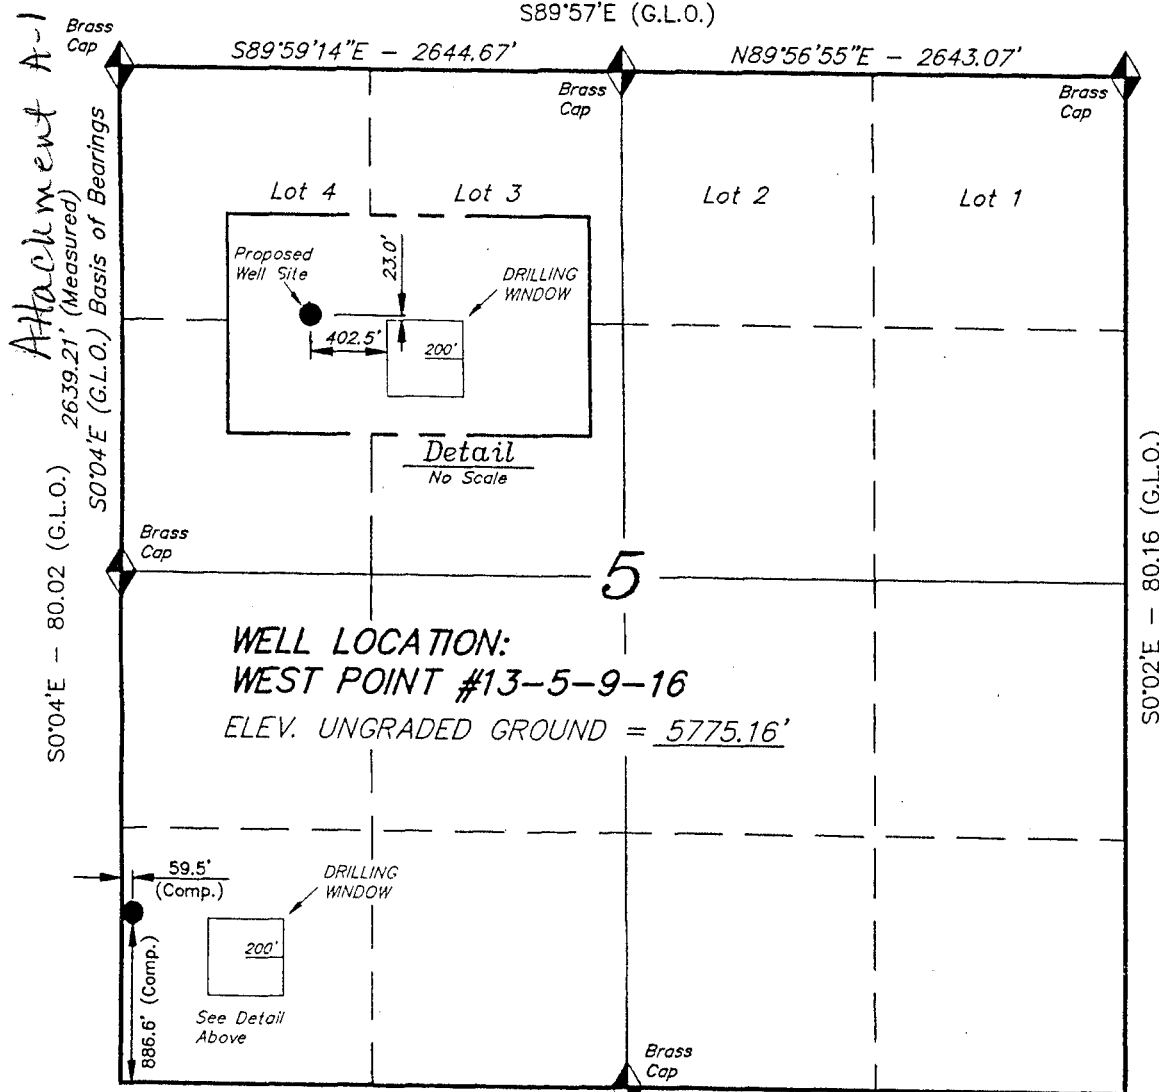 S89°57'E (G.L.O.)
Attachment A-1
Brass
Cap
S89°59'14"E - 2644.67'
N89°56'55"E - 2643.07'
Brass
Cap
Brass
Cap
2639.21' (Measured)
S0°04'E (G.L.O.) Basis of Bearings
Lot 4
Lot 3
Lot 2
Lot 1
Proposed
Well Site
23.0'
DRILLING
WINDOW
402.5'
200'
Detail
No Scale
S0°04'E - 80.02 (G.L.O.)
S0°02'E - 80.16 (G.L.O.)
Brass
Cap
5
WELL LOCATION:
WEST POINT #13-5-9-16
ELEV. UNGRADED GROUND = 5775.16'
59.5'
(Comp.)
DRILLING
WINDOW
200'
886.6' (Comp.)
See Detail
Above
Brass
Cap